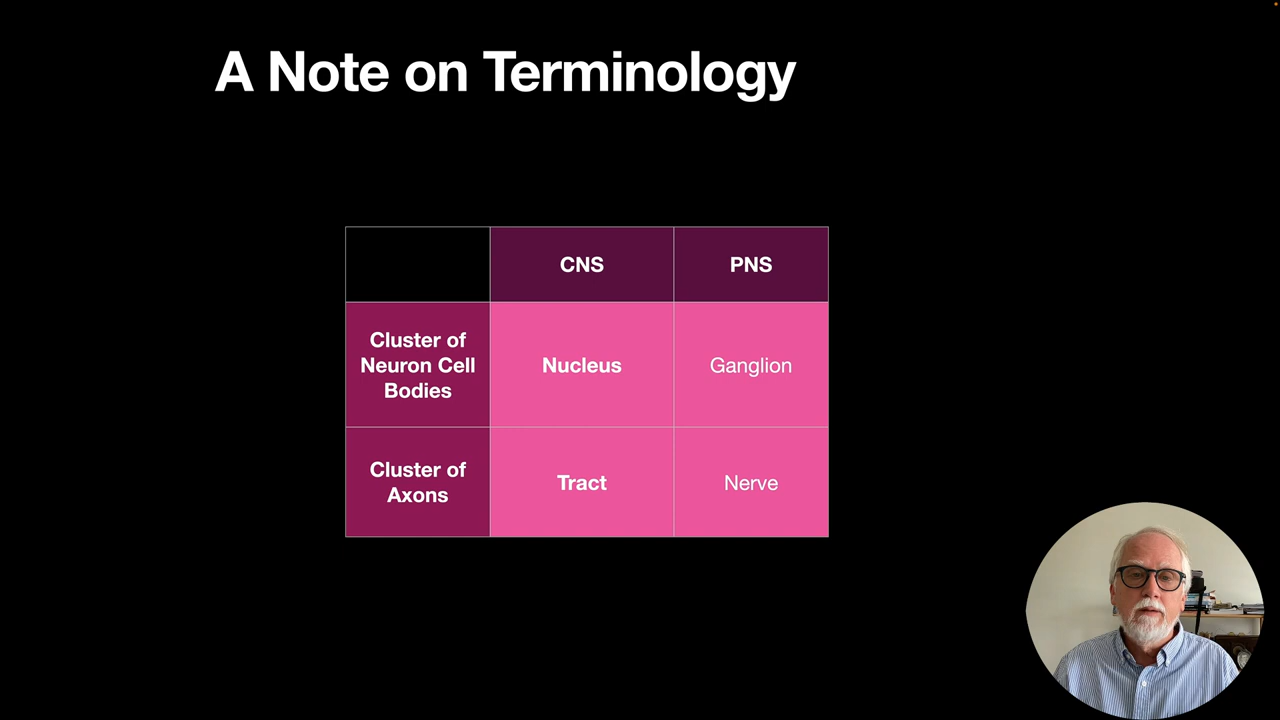 A Note on Terminology
CNS
PNS
Cluster of
Neuron Cell
Bodies
Nucleus
Ganglion
Cluster of
Axons
Tract
Nerve